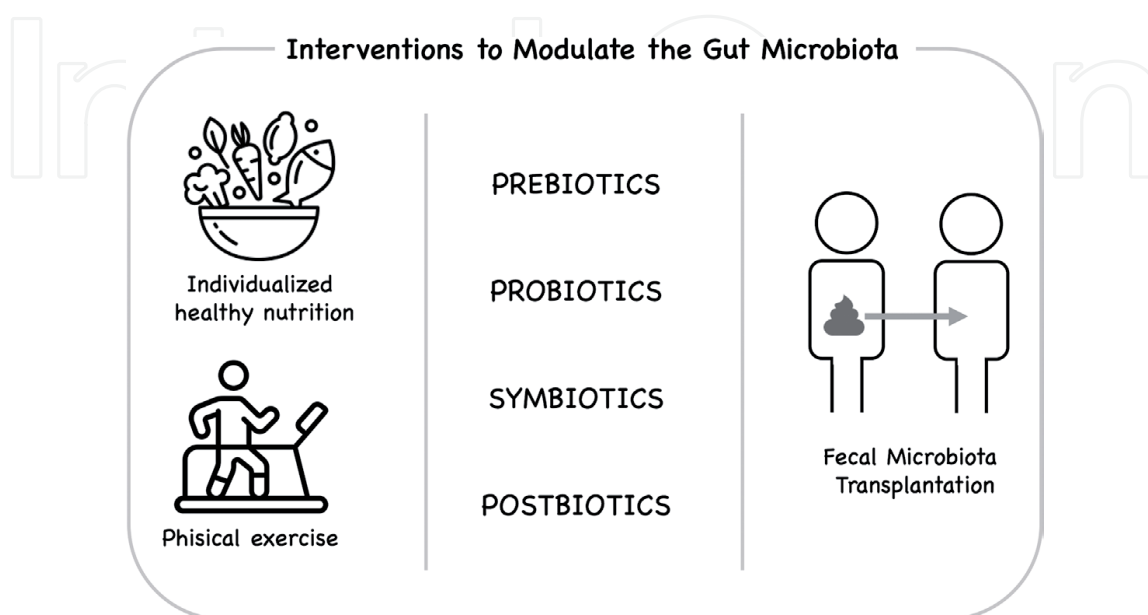 Interventions to Modulate the Gut Microbiota
Individualized
healthy nutrition
Phisical exercise
PREBIOTICS
PROBIOTICS
SYMBIOTICS
POSTBIOTICS
Fecal Microbiota
Transplantation